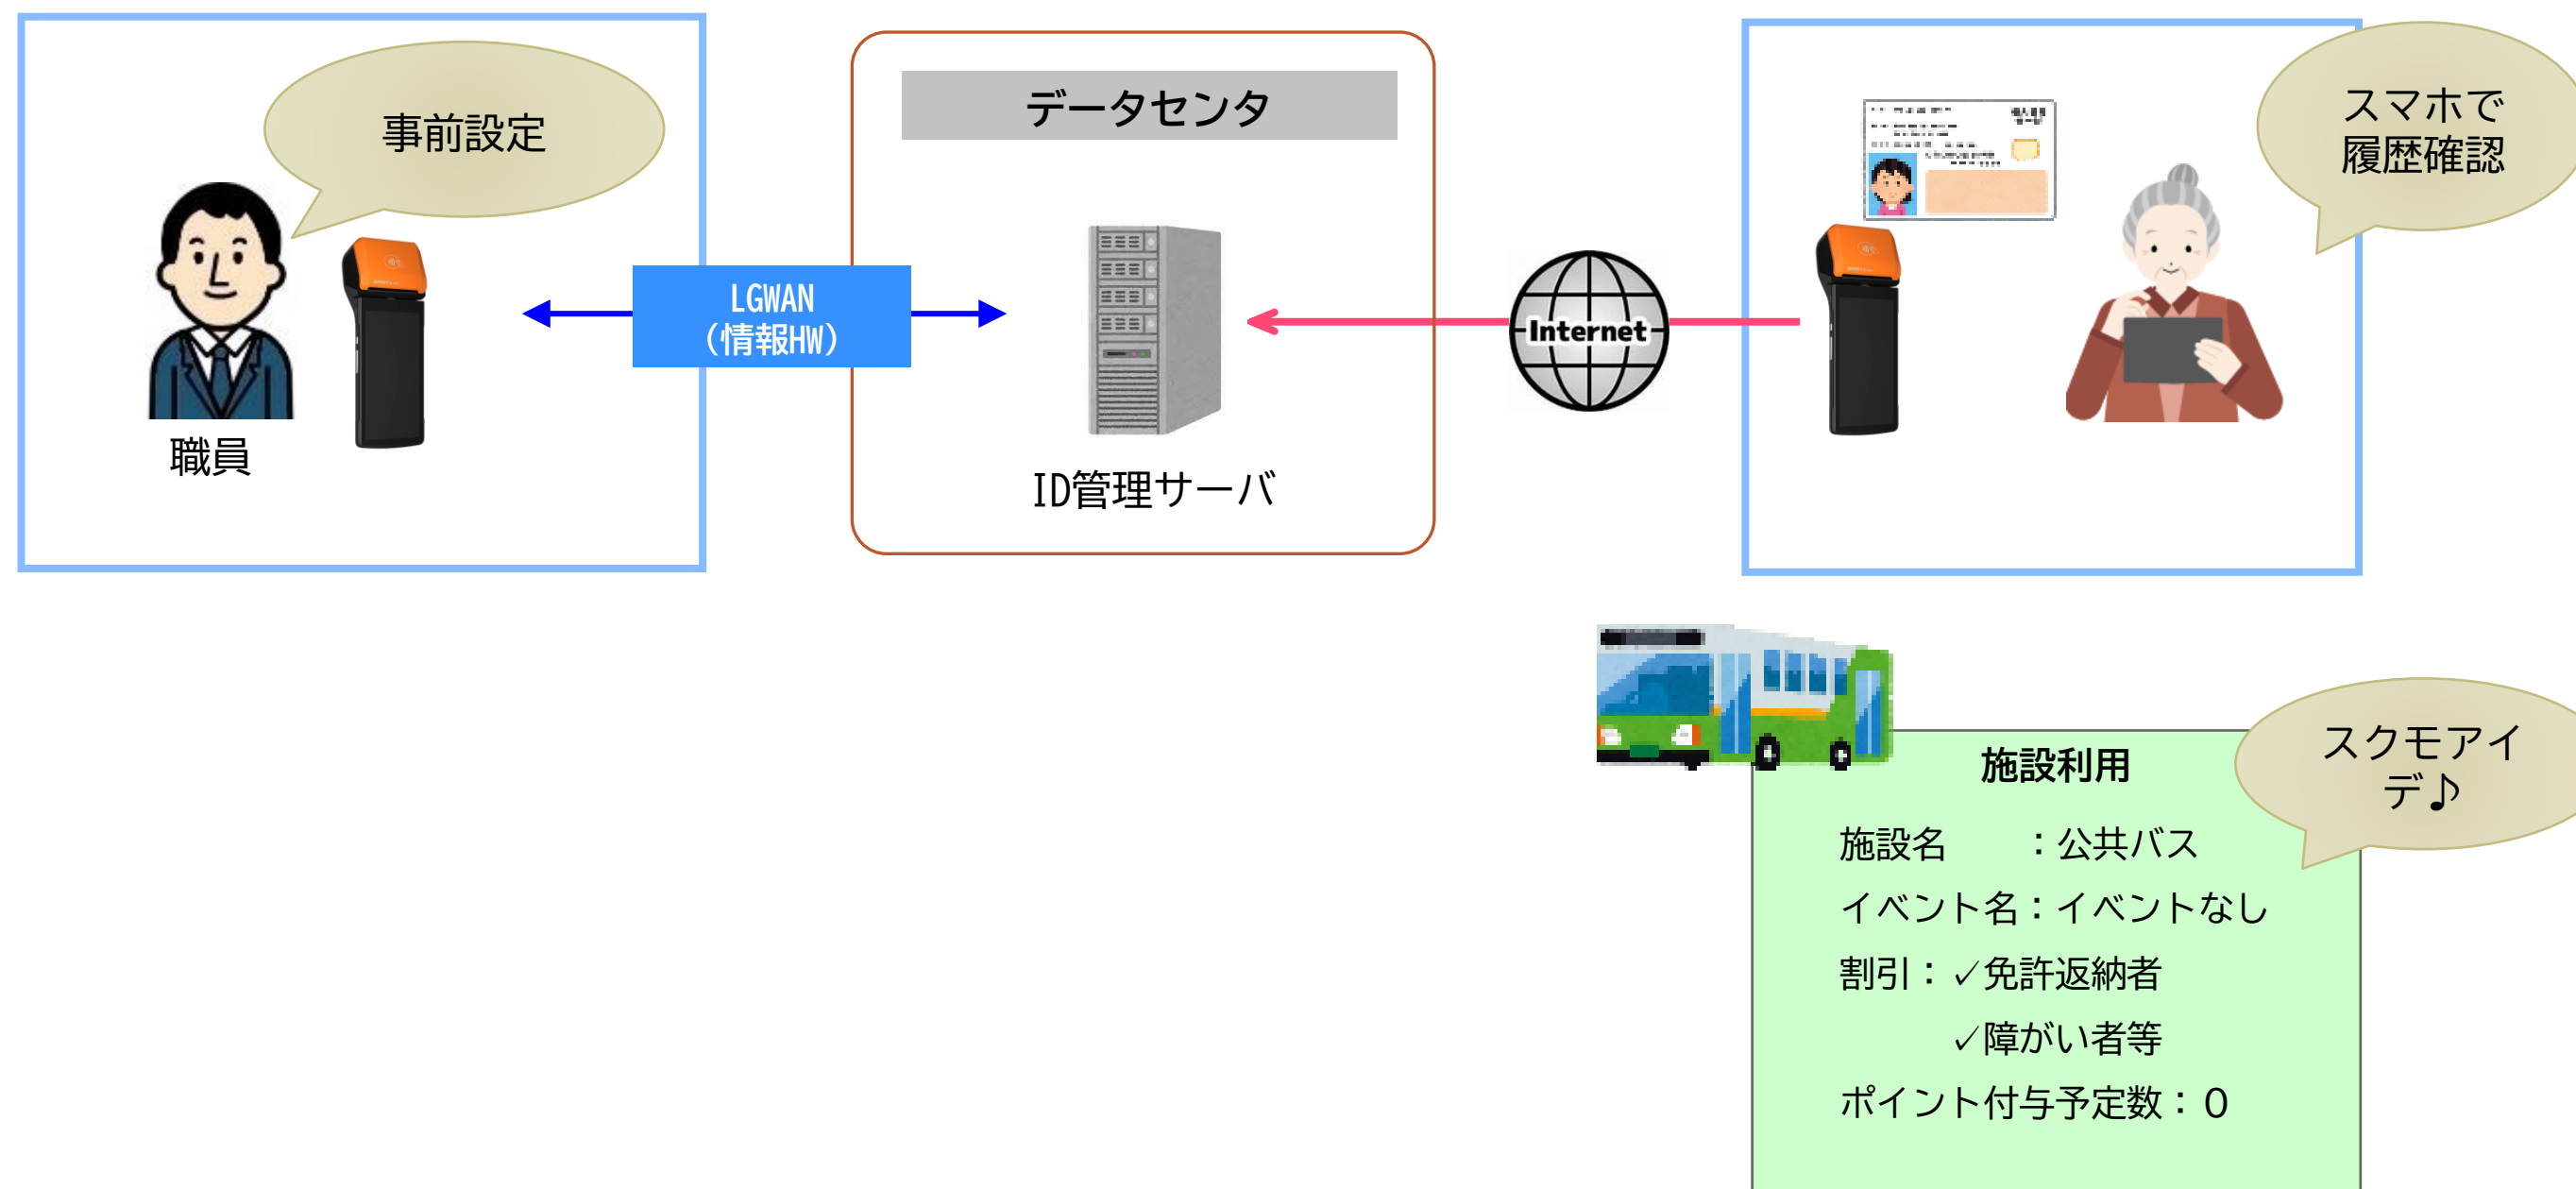 事前設定
職員
LGWAN
(情報HW)
データセンタ
ID管理サーバ
Internet
スマホで
履歴確認
スクモアイ
デ♪
施設利用
施設名　　：公共バス
イベント名：イベントなし
割引：✓免許返納者
✓障がい者等
ポイント付与予定数：０